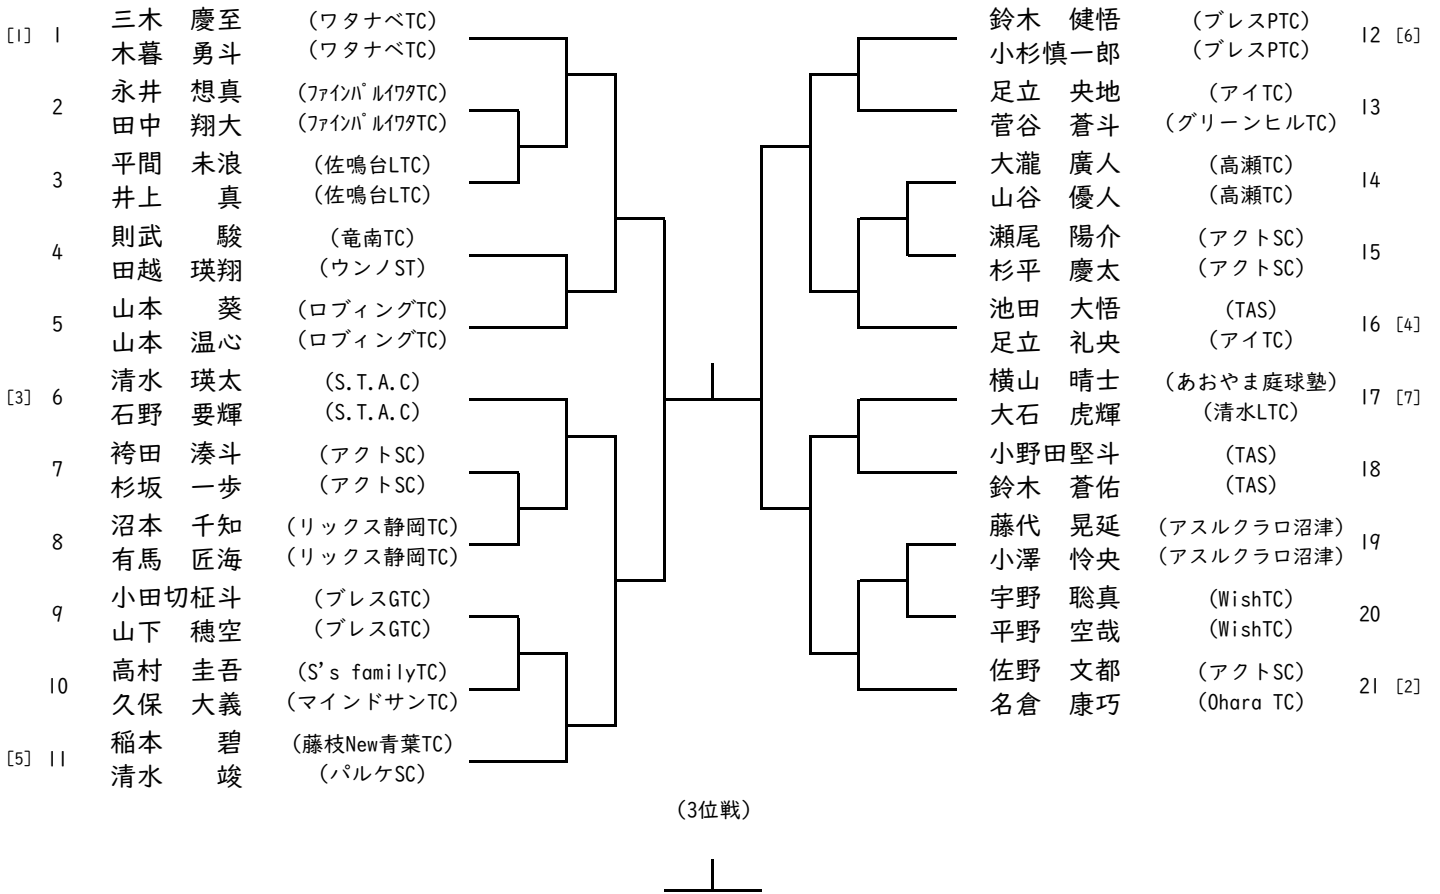 [1] 1 三木 慶至 (ワタナベTC)
木暮 勇斗 (ワタナベTC)
2 永井 想真 (ファインパルイワタTC)
田中 翔大 (ファインパルイワタTC)
3 平間 未浪 (佐鳴台LTC)
井上 真 (佐鳴台LTC)
4 則武 駿 (竜南TC)
田越 瑛翔 (ウンノST)
5 山本 葵 (ロブィングTC)
山本 温心 (ロブィングTC)
[3] 6 清水 瑛太 (S.T.A.C)
石野 要輝 (S.T.A.C)
7 袴田 湊斗 (アクトSC)
杉坂 一歩 (アクトSC)
8 沼本 千知 (リックス静岡TC)
有馬 匠海 (リックス静岡TC)
9 小田切柾斗 (ブレスGTC)
山下 穂空 (ブレスGTC)
10 高村 圭吾 (S's familyTC)
久保 大義 (マインドサンTC)
[5] 11 稲本 碧 (藤枝New青葉TC)
清水 竣 (パルケSC)
鈴木 健悟 (ブレスPTC) 12 [6]
小杉慎一郎 (ブレスPTC)
足立 央地 (アイTC) 13
菅谷 蒼斗 (グリーンヒルTC)
大瀧 廣人 (高瀬TC) 14
山谷 優人 (高瀬TC)
瀬尾 陽介 (アクトSC) 15
杉平 慶太 (アクトSC)
池田 大悟 (TAS) 16 [4]
足立 礼央 (アイTC)
横山 晴士 (あおやま庭球塾) 17 [7]
大石 虎輝 (清水LTC)
小野田堅斗 (TAS) 18
鈴木 蒼佑 (TAS)
藤代 晃延 (アスルクラロ沼津) 19
小澤 怜央 (アスルクラロ沼津)
宇野 聡真 (WishTC) 20
平野 空哉 (WishTC)
佐野 文都 (アクトSC) 21 [2]
名倉 康巧 (Ohara TC)
(3位戦)